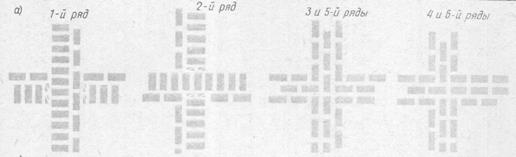 а) 1-й ряд 2-й ряд 3 и 5-й ряды 4 и 6-й ряды